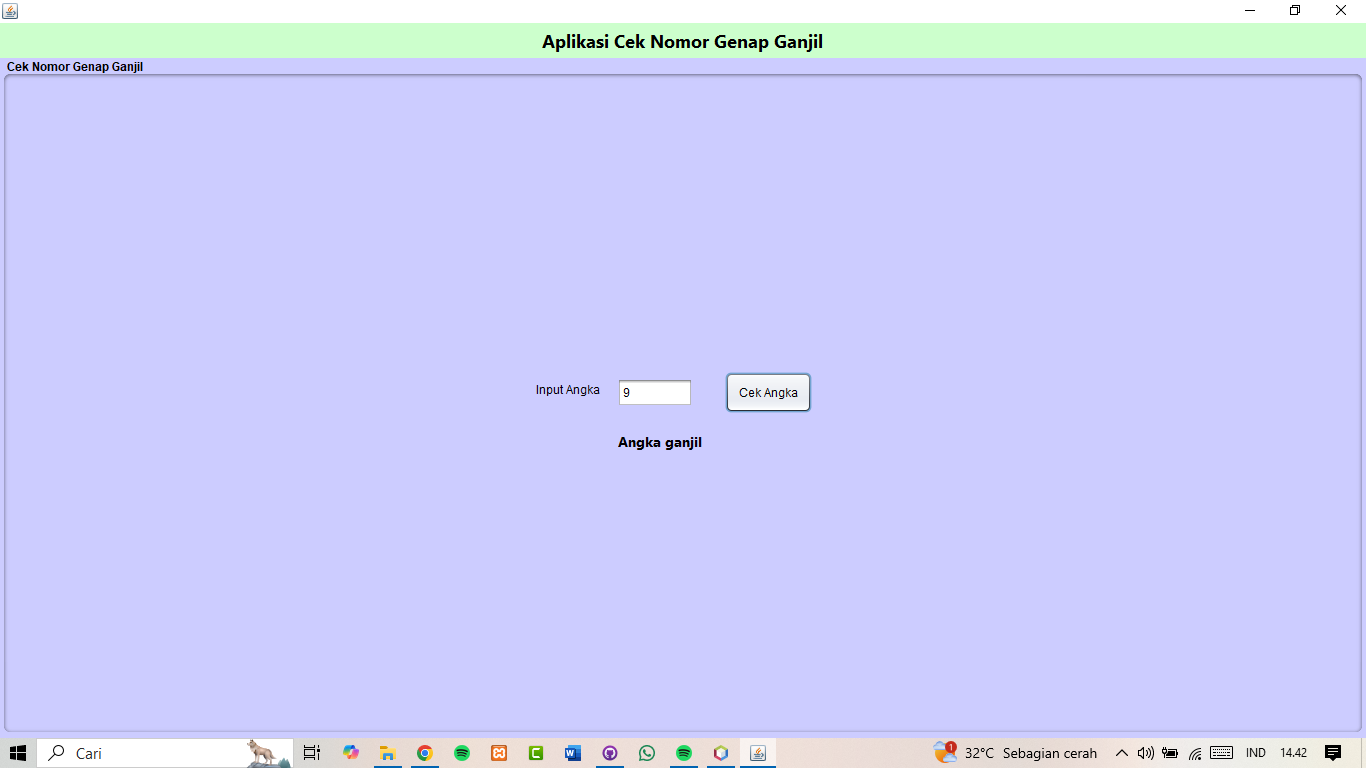 Aplikasi Cek Nomor Genap Ganjil
Cek Nomor Genap Ganjil
Input Angka 9 Cek Angka
Angka ganjil
Cari 1 32°C Sebagian cerah IND 14.42